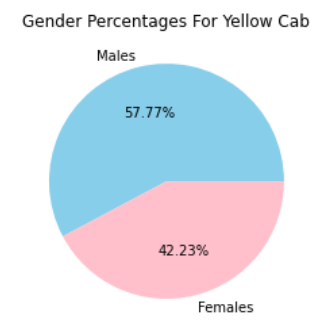 Gender Percentages For Yellow Cab
Males
57.77%
42.23%
Females